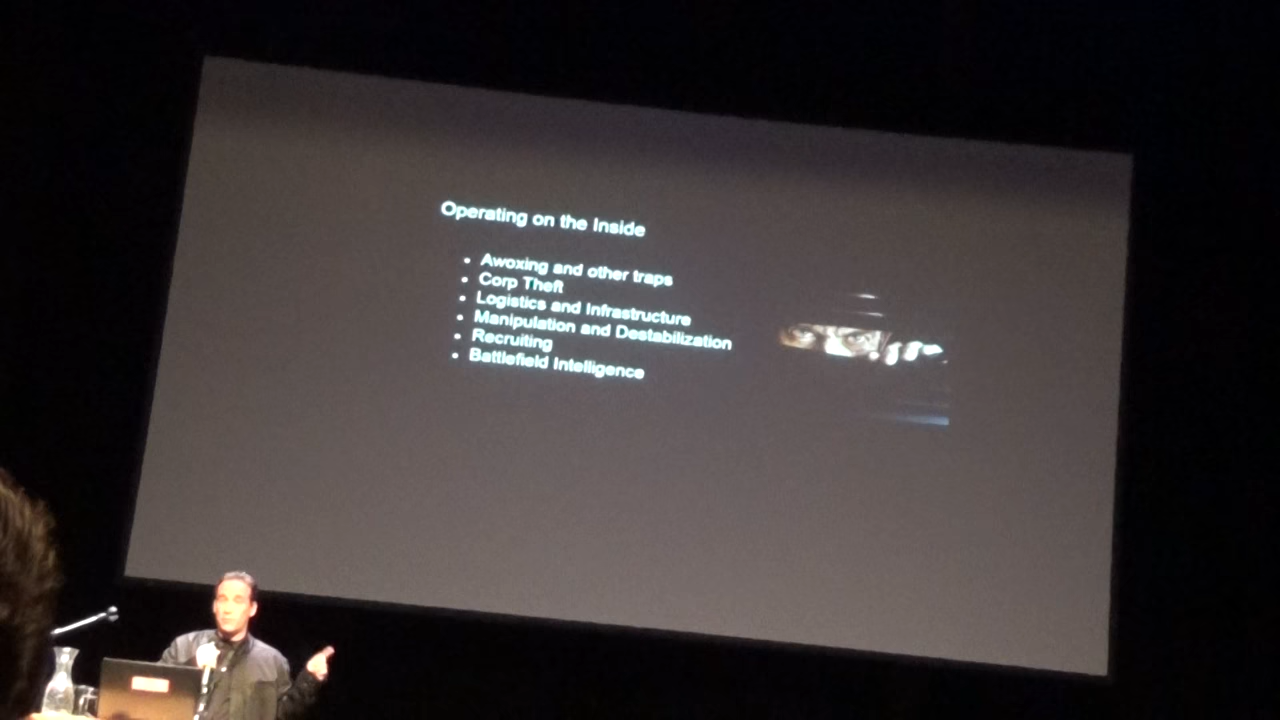 Operating on the Inside
• Awoxing and other traps
• Corp Theft
• Logistics and Infrastructure
• Manipulation and Destabilization
• Recruiting
• Battlefield Intelligence